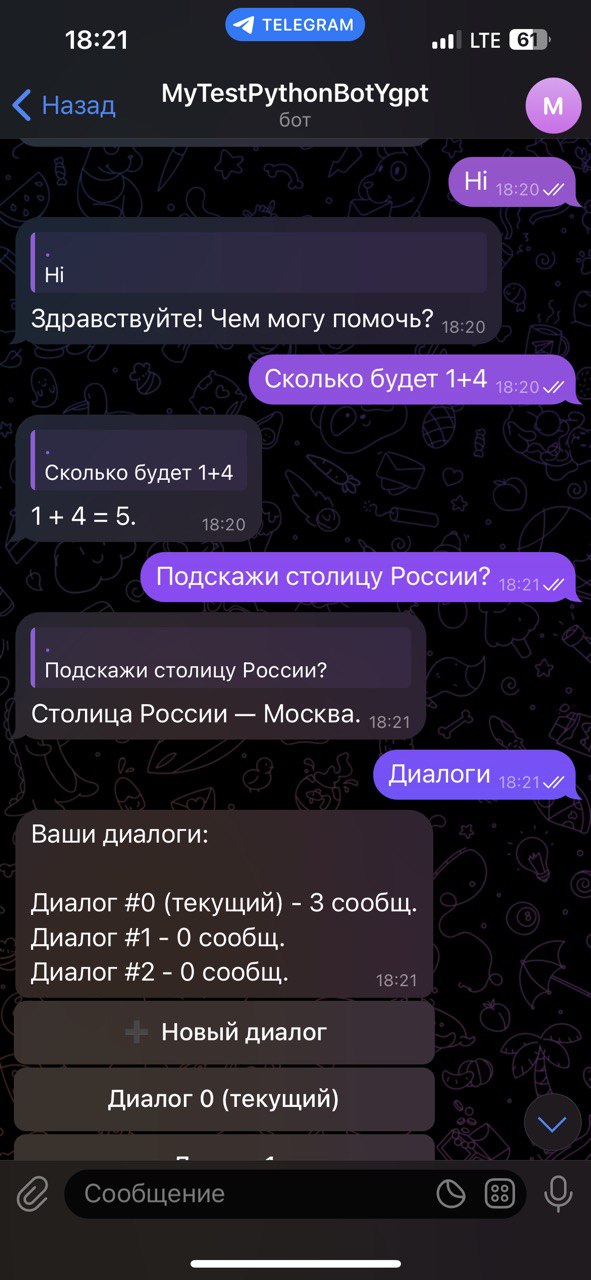 18:21
TELEGRAM
LTE 61
Назад
MyTestPythonBotYgpt
бот
M
Hi 18:20
.
Hi
Здравствуйте! Чем могу помочь? 18:20
Сколько будет 1+4 18:20
.
Сколько будет 1+4
1 + 4 = 5. 18:20
Подскажи столицу России? 18:21
.
Подскажи столицу России?
Столица России — Москва. 18:21
Диалоги 18:21
Ваши диалоги:
Диалог #0 (текущий) - 3 сообщ.
Диалог #1 - 0 сообщ.
Диалог #2 - 0 сообщ. 18:21
➕ Новый диалог
Диалог 0 (текущий)
Сообщение